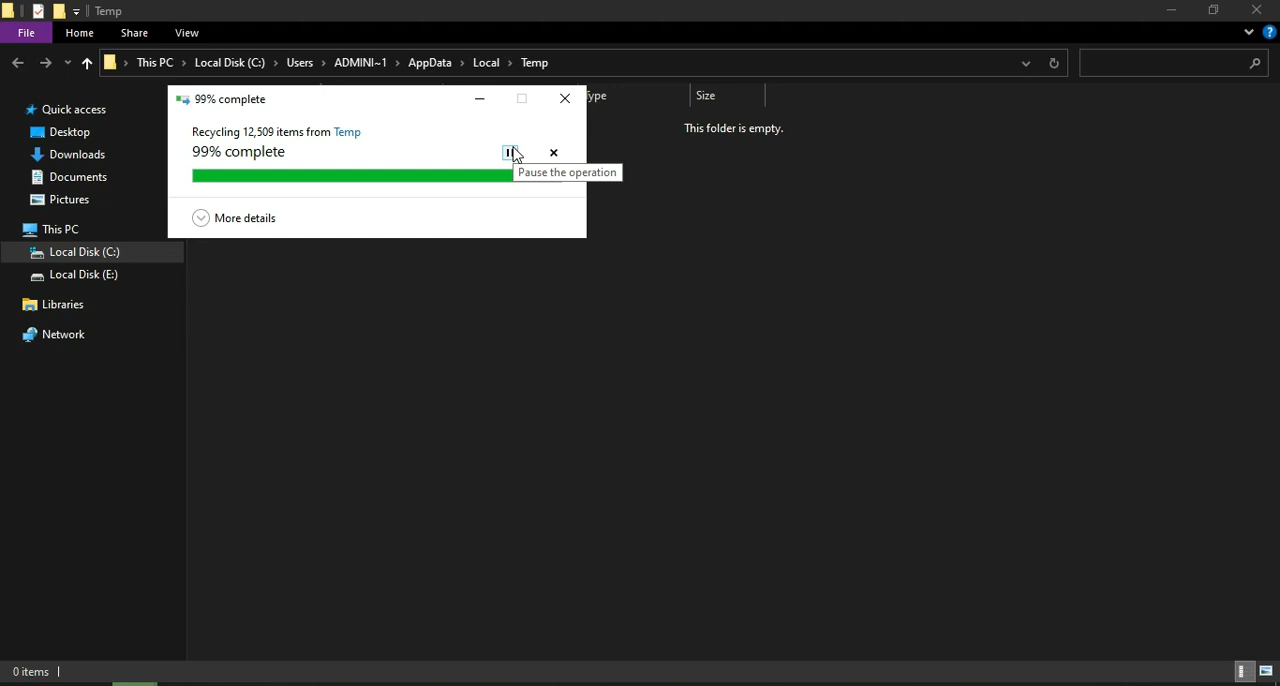 Temp
File Home Share View
This PC › Local Disk (C:) › Users › ADMINI~1 › AppData › Local › Temp
99% complete
Type Size
Quick access
Recycling 12,509 items from Temp
This folder is empty.
Desktop
99% complete
Downloads
Pause the operation
Documents
Pictures
More details
This PC
Local Disk (C:)
Local Disk (E:)
Libraries
Network
0 items